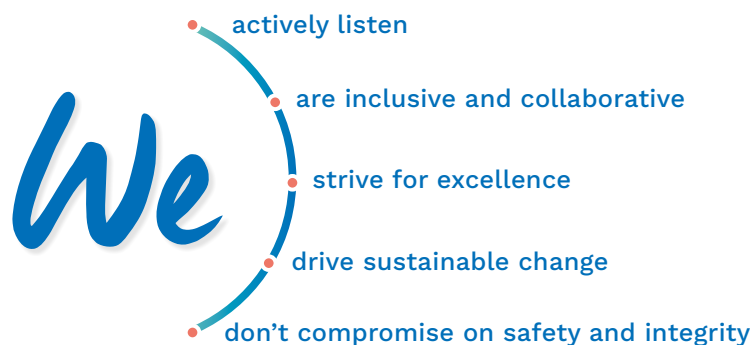 We
actively listen
are inclusive and collaborative
strive for excellence
drive sustainable change
don’t compromise on safety and integrity